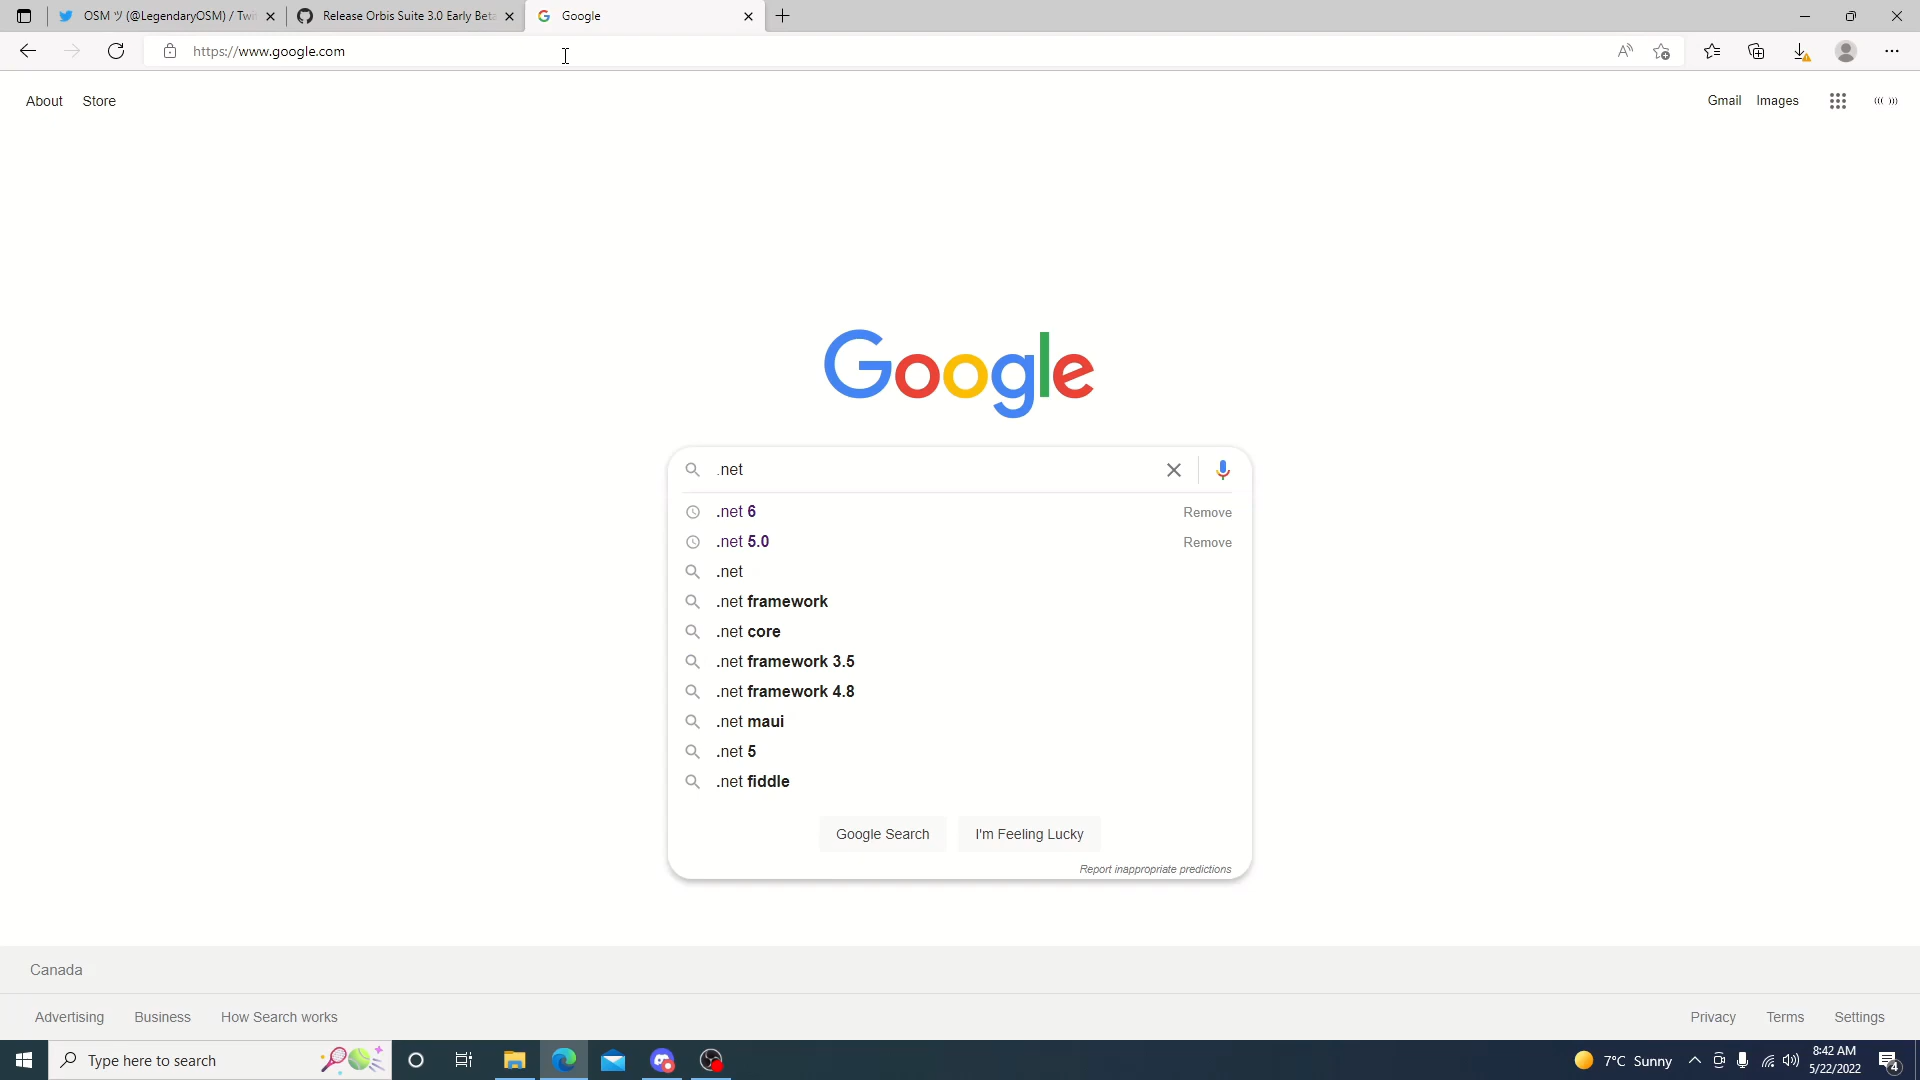 OSM ツ (@LegendaryOSM) / Twi
Release Orbis Suite 3.0 Early Beta
Google
https://www.google.com
About Store
Gmail Images
Google
.net
.net 6 Remove
.net 5.0 Remove
.net
.net framework
.net core
.net framework 3.5
.net framework 4.8
.net maui
.net 5
.net fiddle
Google Search I'm Feeling Lucky
Report inappropriate predictions
Canada
Advertising Business How Search works
Privacy Terms Settings
Type here to search
7°C Sunny
8:42 AM
5/22/2022
4